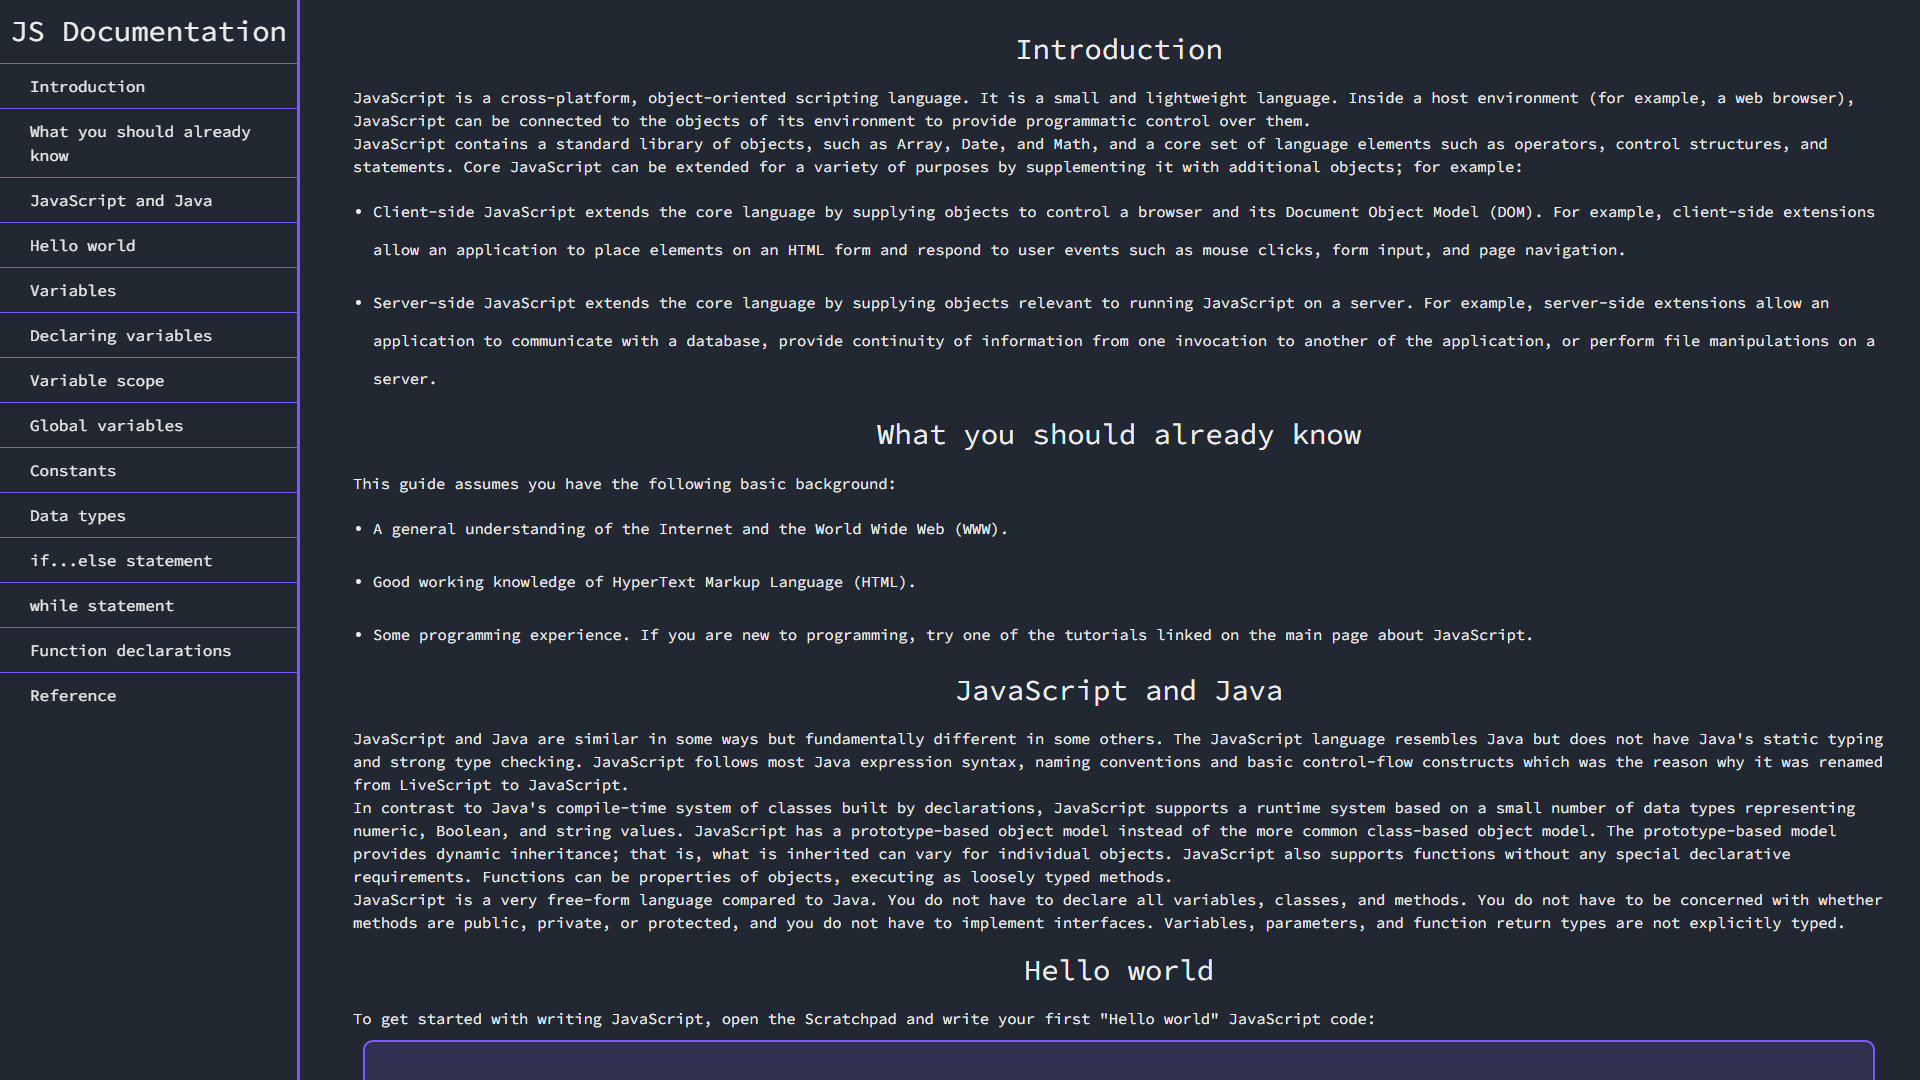 JS Documentation
Introduction
What you should already
know
JavaScript and Java
Hello world
Variables
Declaring variables
Variable scope
Global variables
Constants
Data types
if...else statement
while statement
Function declarations
Reference
Introduction
JavaScript is a cross-platform, object-oriented scripting language. It is a small and lightweight language. Inside a host environment (for example, a web browser),
JavaScript can be connected to the objects of its environment to provide programmatic control over them.
JavaScript contains a standard library of objects, such as Array, Date, and Math, and a core set of language elements such as operators, control structures, and
statements. Core JavaScript can be extended for a variety of purposes by supplementing it with additional objects; for example:
• Client-side JavaScript extends the core language by supplying objects to control a browser and its Document Object Model (DOM). For example, client-side extensions
allow an application to place elements on an HTML form and respond to user events such as mouse clicks, form input, and page navigation.
• Server-side JavaScript extends the core language by supplying objects relevant to running JavaScript on a server. For example, server-side extensions allow an
application to communicate with a database, provide continuity of information from one invocation to another of the application, or perform file manipulations on a
server.
What you should already know
This guide assumes you have the following basic background:
• A general understanding of the Internet and the World Wide Web (WWW).
• Good working knowledge of HyperText Markup Language (HTML).
• Some programming experience. If you are new to programming, try one of the tutorials linked on the main page about JavaScript.
JavaScript and Java
JavaScript and Java are similar in some ways but fundamentally different in some others. The JavaScript language resembles Java but does not have Java's static typing
and strong type checking. JavaScript follows most Java expression syntax, naming conventions and basic control-flow constructs which was the reason why it was renamed
from LiveScript to JavaScript.
In contrast to Java's compile-time system of classes built by declarations, JavaScript supports a runtime system based on a small number of data types representing
numeric, Boolean, and string values. JavaScript has a prototype-based object model instead of the more common class-based object model. The prototype-based model
provides dynamic inheritance; that is, what is inherited can vary for individual objects. JavaScript also supports functions without any special declarative
requirements. Functions can be properties of objects, executing as loosely typed methods.
JavaScript is a very free-form language compared to Java. You do not have to declare all variables, classes, and methods. You do not have to be concerned with whether
methods are public, private, or protected, and you do not have to implement interfaces. Variables, parameters, and function return types are not explicitly typed.
Hello world
To get started with writing JavaScript, open the Scratchpad and write your first "Hello world" JavaScript code: